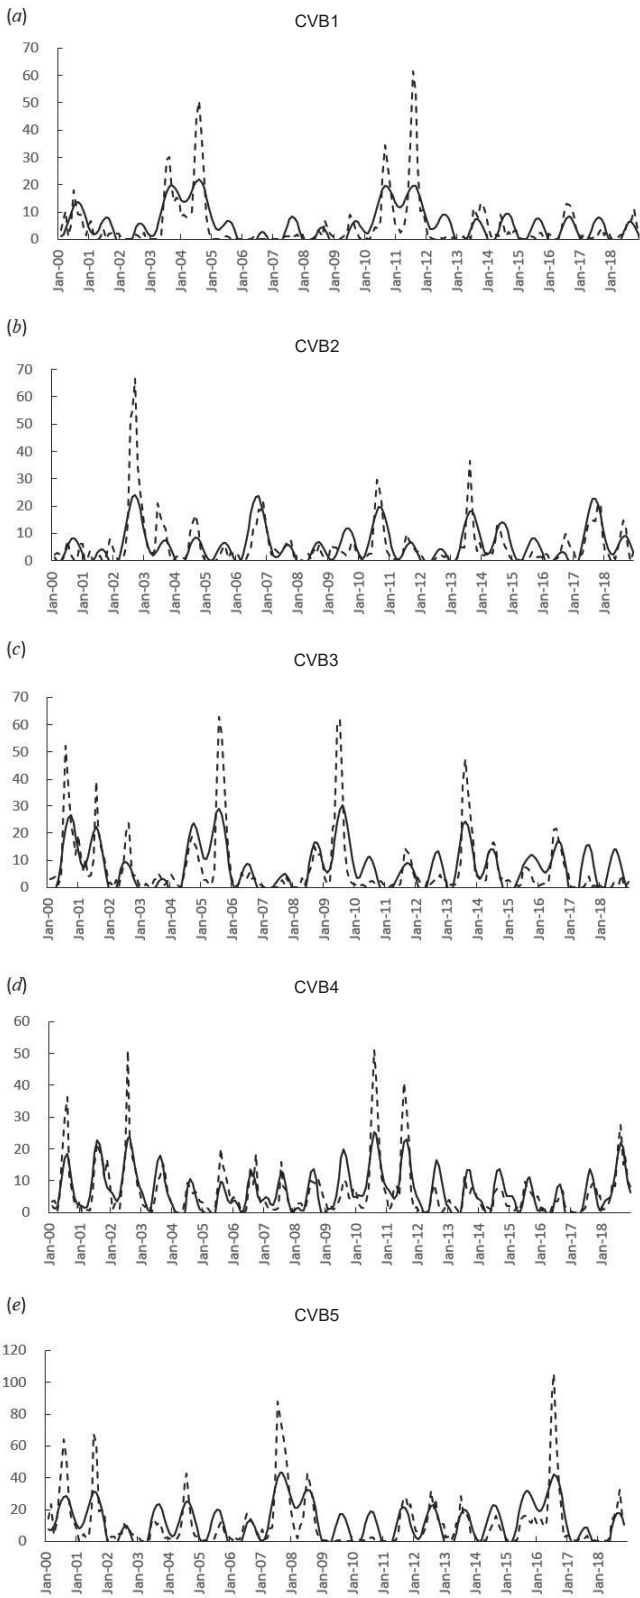 (a)
CVB1
70
60
50
40
30
20
10
0
Jan-00 Jan-01 Jan-02 Jan-03 Jan-04 Jan-05 Jan-06 Jan-07 Jan-08 Jan-09 Jan-10 Jan-11 Jan-12 Jan-13 Jan-14 Jan-15 Jan-16 Jan-17 Jan-18
(b)
CVB2
70
60
50
40
30
20
10
0
Jan-00 Jan-01 Jan-02 Jan-03 Jan-04 Jan-05 Jan-06 Jan-07 Jan-08 Jan-09 Jan-10 Jan-11 Jan-12 Jan-13 Jan-14 Jan-15 Jan-16 Jan-17 Jan-18
(c)
CVB3
70
60
50
40
30
20
10
0
Jan-00 Jan-01 Jan-02 Jan-03 Jan-04 Jan-05 Jan-06 Jan-07 Jan-08 Jan-09 Jan-10 Jan-11 Jan-12 Jan-13 Jan-14 Jan-15 Jan-16 Jan-17 Jan-18
(d)
CVB4
60
50
40
30
20
10
0
Jan-00 Jan-01 Jan-02 Jan-03 Jan-04 Jan-05 Jan-06 Jan-07 Jan-08 Jan-09 Jan-10 Jan-11 Jan-12 Jan-13 Jan-14 Jan-15 Jan-16 Jan-17 Jan-18
(e)
CVB5
120
100
80
60
40
20
0
Jan-00 Jan-01 Jan-02 Jan-03 Jan-04 Jan-05 Jan-06 Jan-07 Jan-08 Jan-09 Jan-10 Jan-11 Jan-12 Jan-13 Jan-14 Jan-15 Jan-16 Jan-17 Jan-18